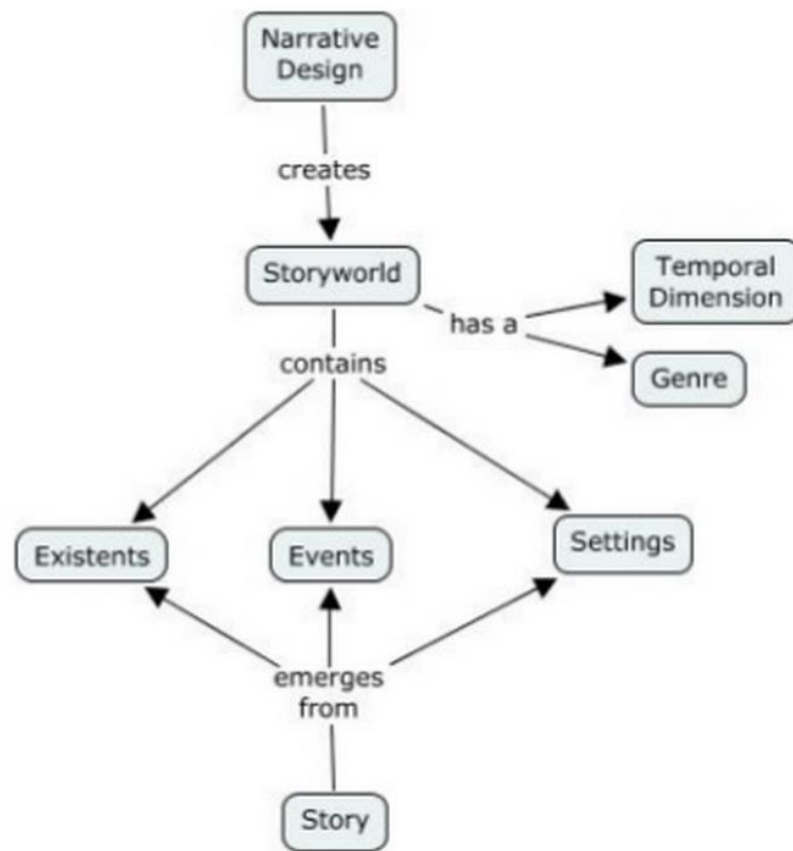 Narrative
Design
creates
Storyworld
has a
Temporal
Dimension
Genre
contains
Existents
Events
Settings
emerges
from
Story